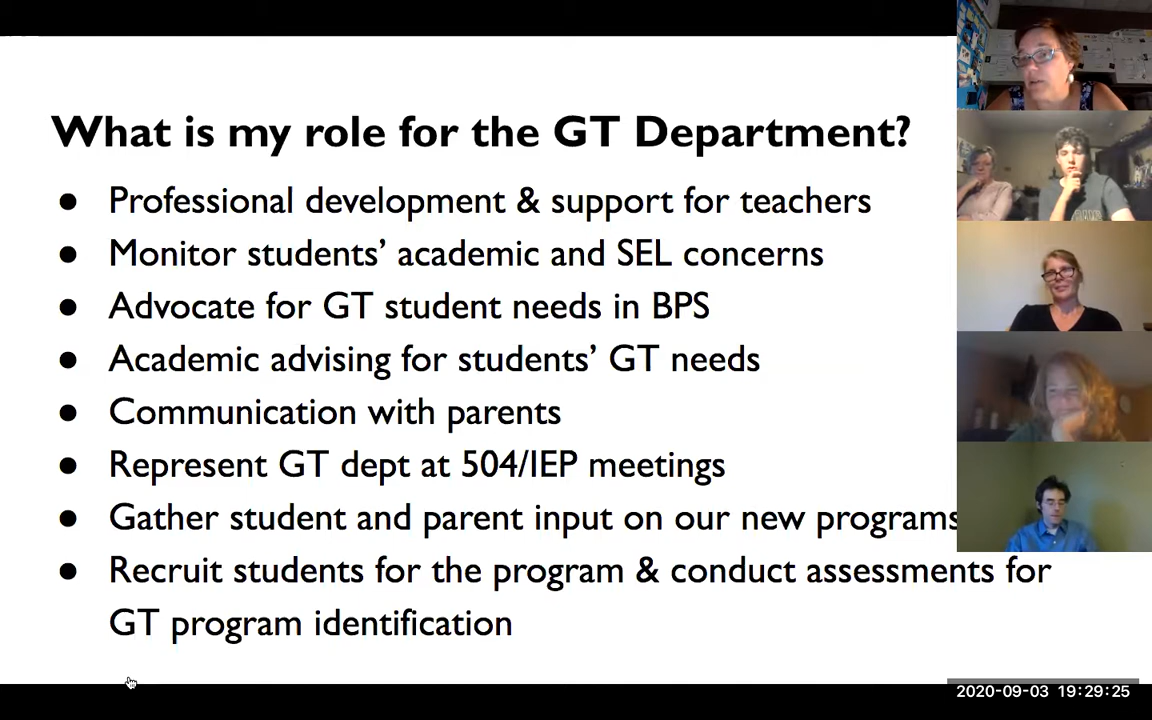 What is my role for the GT Department?
● Professional development & support for teachers
● Monitor students’ academic and SEL concerns
● Advocate for GT student needs in BPS
● Academic advising for students’ GT needs
● Communication with parents
● Represent GT dept at 504/IEP meetings
● Gather student and parent input on our new programs
● Recruit students for the program & conduct assessments for
GT program identification
2020-09-03 19:29:25